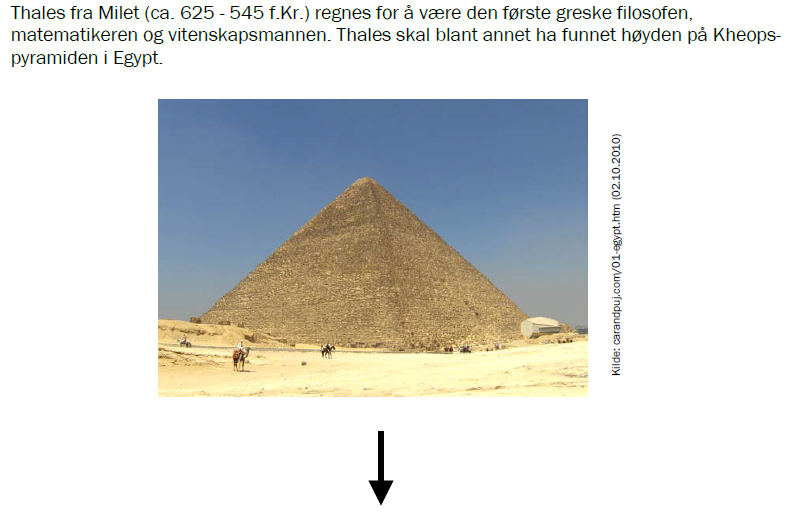 Thales fra Milet (ca. 625 - 545 f.Kr.) regnes for å være den første greske filosofen,
matematikeren og vitenskapsmannen. Thales skal blant annet ha funnet høyden på Kheops-
pyramiden i Egypt.
Kilde: carandpuj.com/01-egypt.htm (02.10.2010)